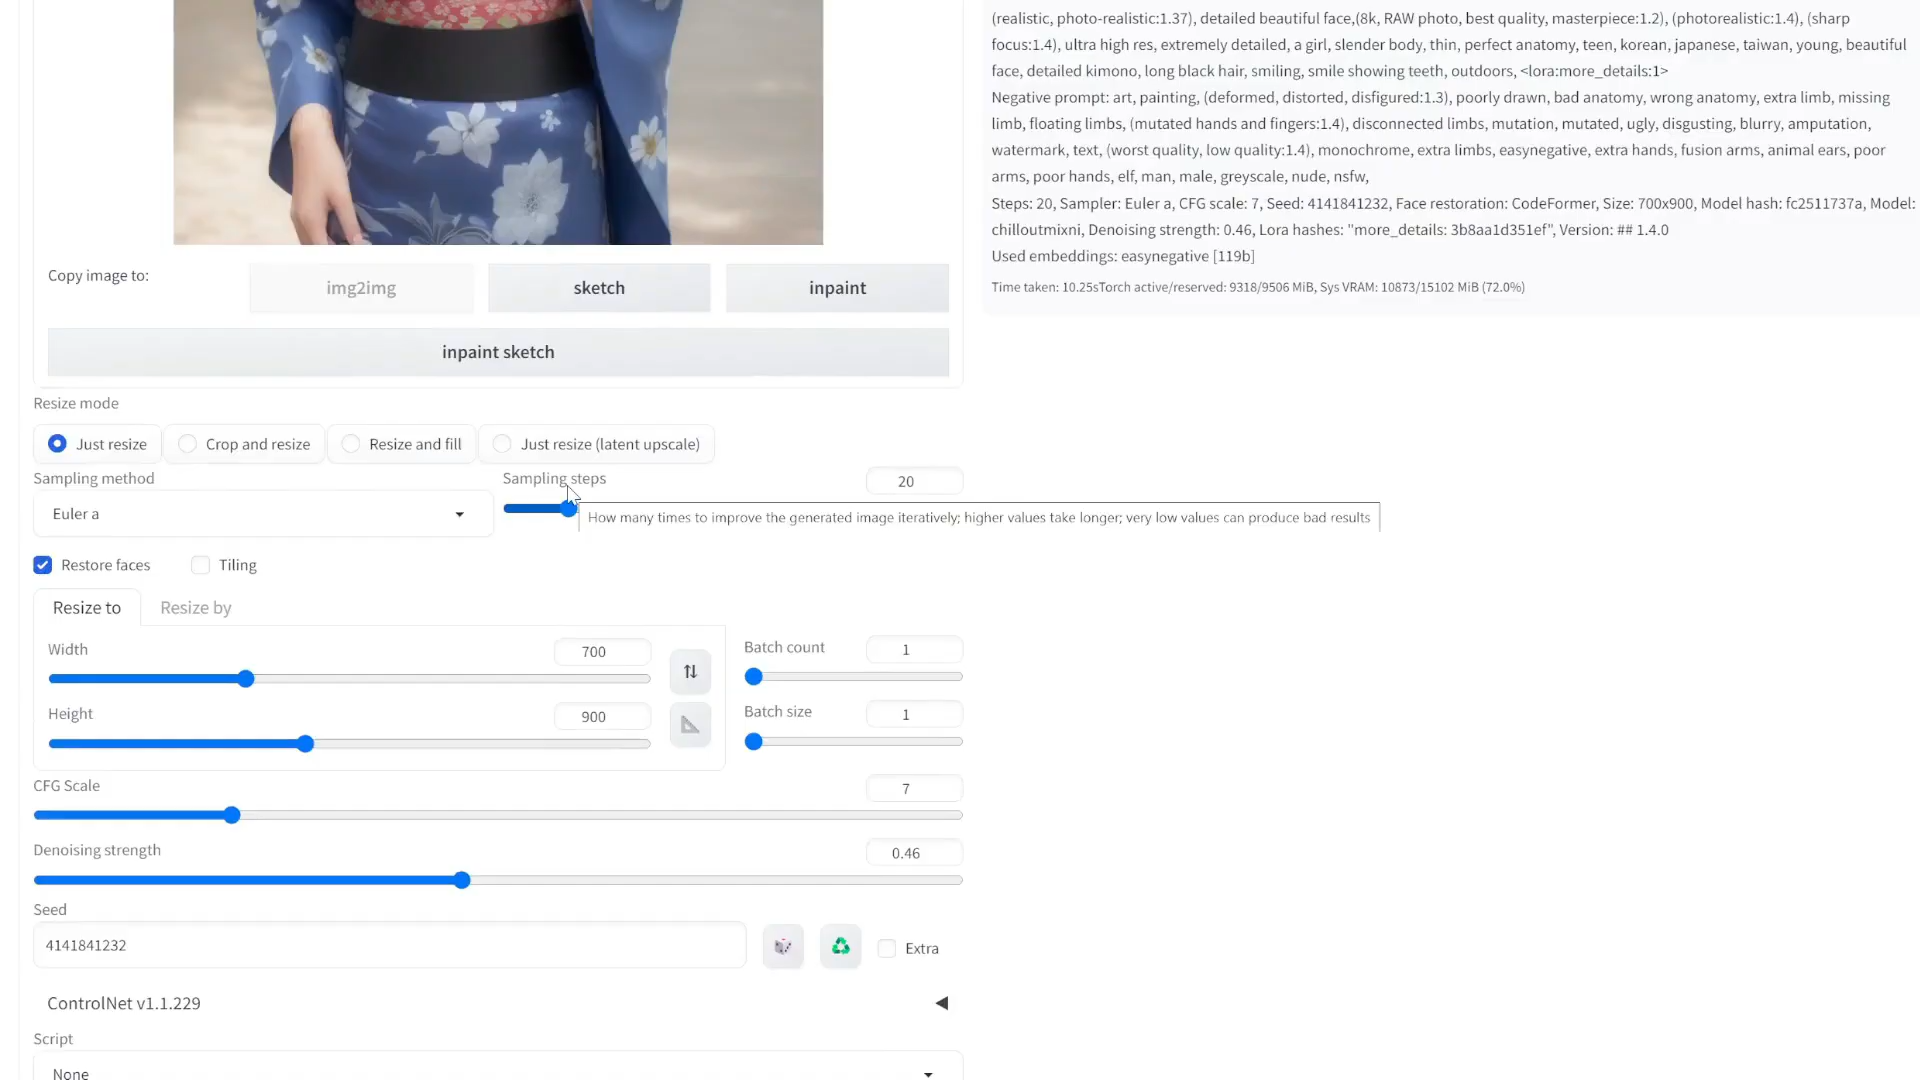 (realistic, photo-realistic:1.37), detailed beautiful face,(8k, RAW photo, best quality, masterpiece:1.2), (photorealistic:1.4), (sharp
focus:1.4), ultra high res, extremely detailed, a girl, slender body, thin, perfect anatomy, teen, korean, japanese, taiwan, young, beautiful
face, detailed kimono, long black hair, smiling, smile showing teeth, outdoors, <lora:more_details:1>
Negative prompt: art, painting, (deformed, distorted, disfigured:1.3), poorly drawn, bad anatomy, wrong anatomy, extra limb, missing
limb, floating limbs, (mutated hands and fingers:1.4), disconnected limbs, mutation, mutated, ugly, disgusting, blurry, amputation,
watermark, text, (worst quality, low quality:1.4), monochrome, extra limbs, easynegative, extra hands, fusion arms, animal ears, poor
arms, poor hands, elf, man, male, greyscale, nude, nsfw,
Steps: 20, Sampler: Euler a, CFG scale: 7, Seed: 4141841232, Face restoration: CodeFormer, Size: 700x900, Model hash: fc2511737a, Model:
chilloutmixni, Denoising strength: 0.46, Lora hashes: "more_details: 3b8aa1d351ef", Version: ## 1.4.0
Used embeddings: easynegative [119b]
Time taken: 10.25sTorch active/reserved: 9318/9506 MiB, Sys VRAM: 10873/15102 MiB (72.0%)
Copy image to:
img2img
sketch
inpaint
inpaint sketch
Resize mode
Just resize
Crop and resize
Resize and fill
Just resize (latent upscale)
Sampling method
Euler a
Sampling steps
20
How many times to improve the generated image iteratively; higher values take longer; very low values can produce bad results
Restore faces
Tiling
Resize to
Resize by
Width
700
Height
900
Batch count
1
Batch size
1
CFG Scale
7
Denoising strength
0.46
Seed
4141841232
Extra
ControlNet v1.1.229
Script
None